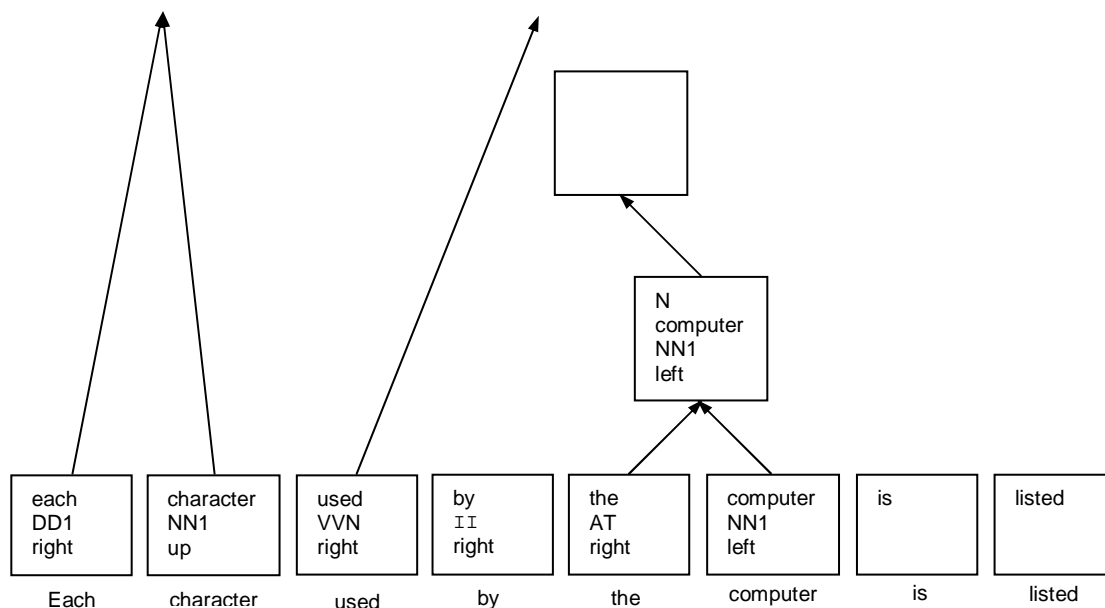 N
computer
NN1
left
each
DD1
right
character
NN1
up
used
VVN
right
by
II
right
the
AT
right
computer
NN1
left
is
listed
Each character used by the computer is listed